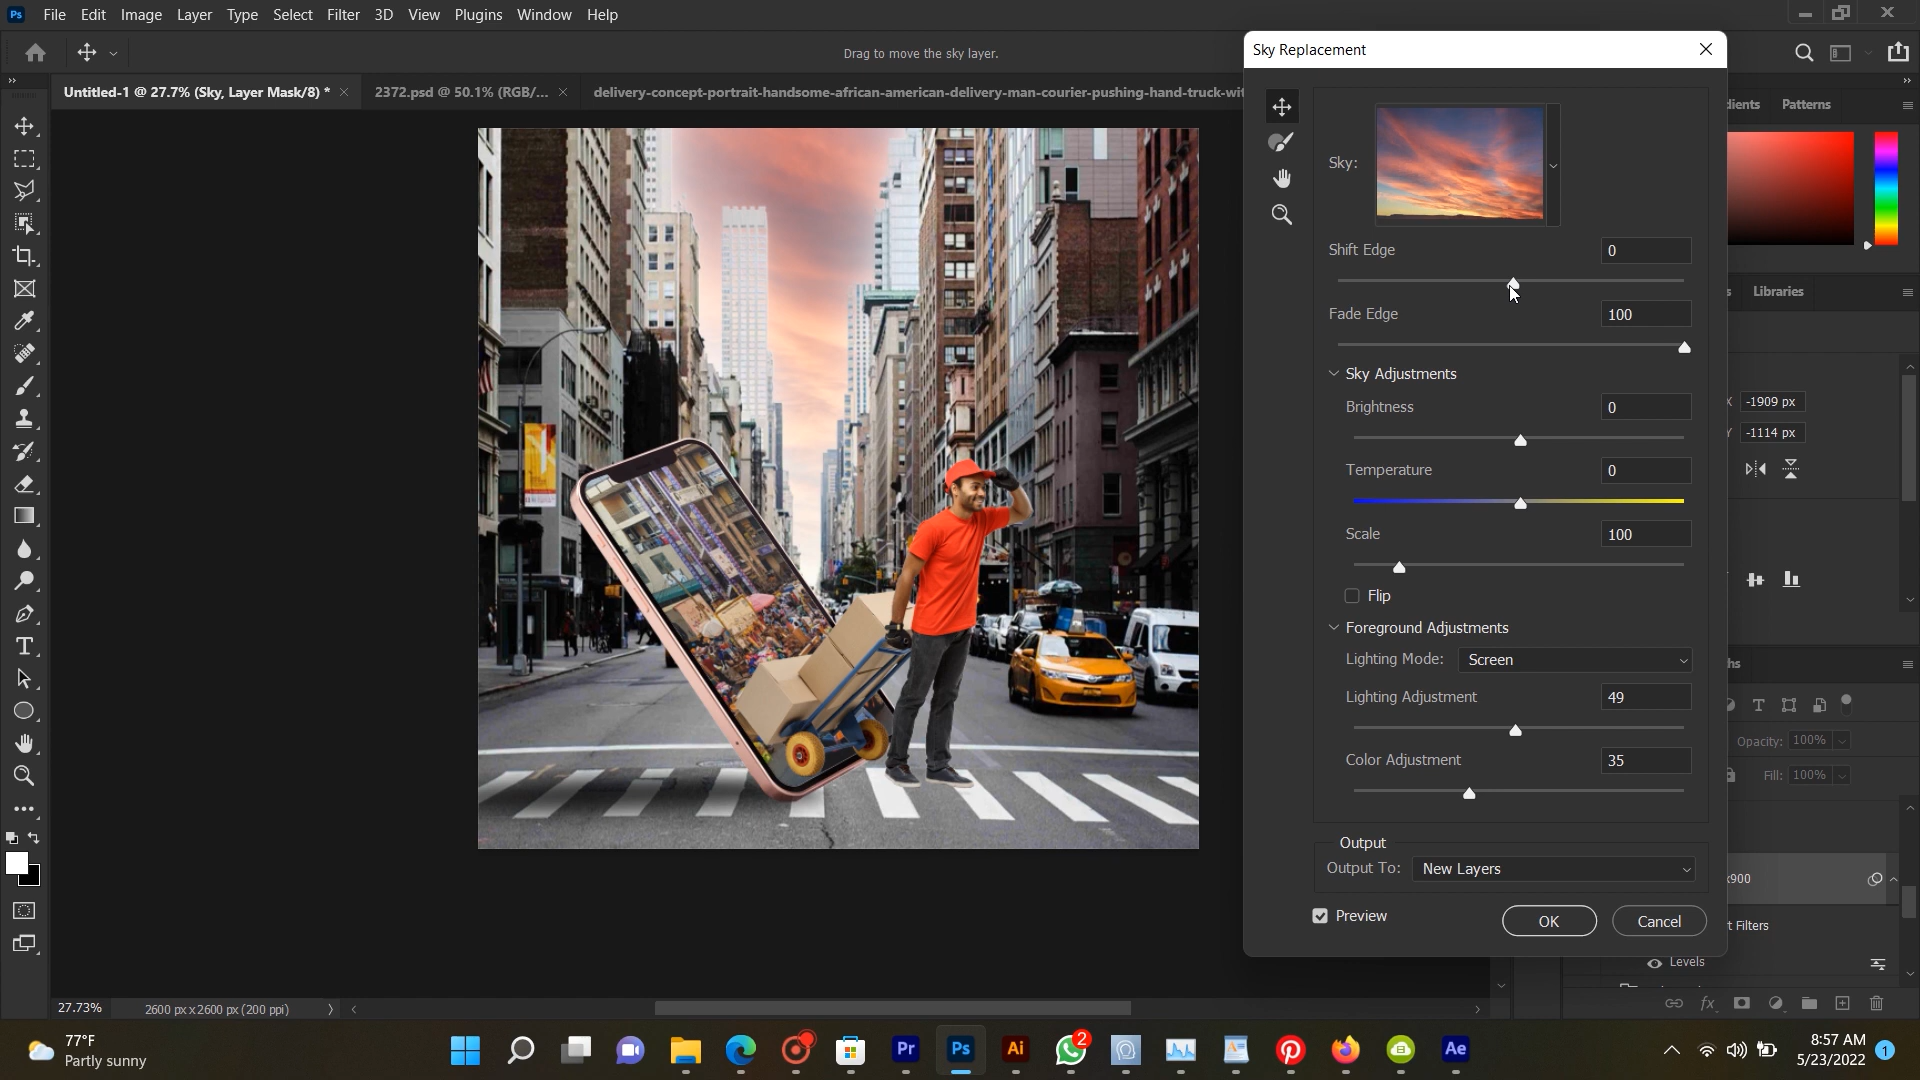 Ps File Edit Image Layer Type Select Filter 3D View Plugins Window Help
Drag to move the sky layer.
Untitled-1 @ 27.7% (Sky, Layer Mask/8) *
2372.psd @ 50.1% (RGB/...
delivery-concept-portrait-handsome-african-american-delivery-man-courier-pushing-hand-truck-wit
Sky Replacement
Sky:
Shift Edge 0
Fade Edge 100
Sky Adjustments
Brightness 0
Temperature 0
Scale 100
Flip
Foreground Adjustments
Lighting Mode: Screen
Lighting Adjustment 49
Color Adjustment 35
Output
Output To: New Layers
Preview
OK
Cancel
dients Patterns
s Libraries
X -1909 px
Y -1114 px
hs
Opacity: 100%
Fill: 100%
x900
t Filters
Levels
27.73% 2600 px x 2600 px (200 ppi)
77°F
Partly sunny
Pr Ps Ai 2 Ae
8:57 AM
5/23/2022
1